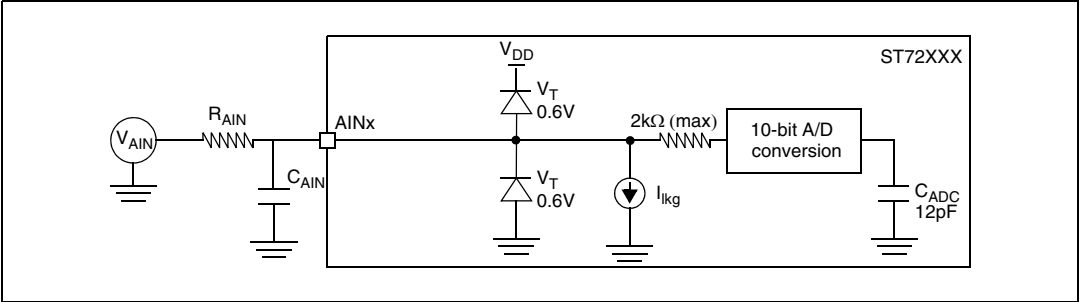 V_DD
ST72XXX
V_T
0.6V
R_AIN
AINx
2kΩ (max)
10-bit A/D
conversion
V_AIN
C_AIN
V_T
0.6V
I_lkg
C_ADC
12pF